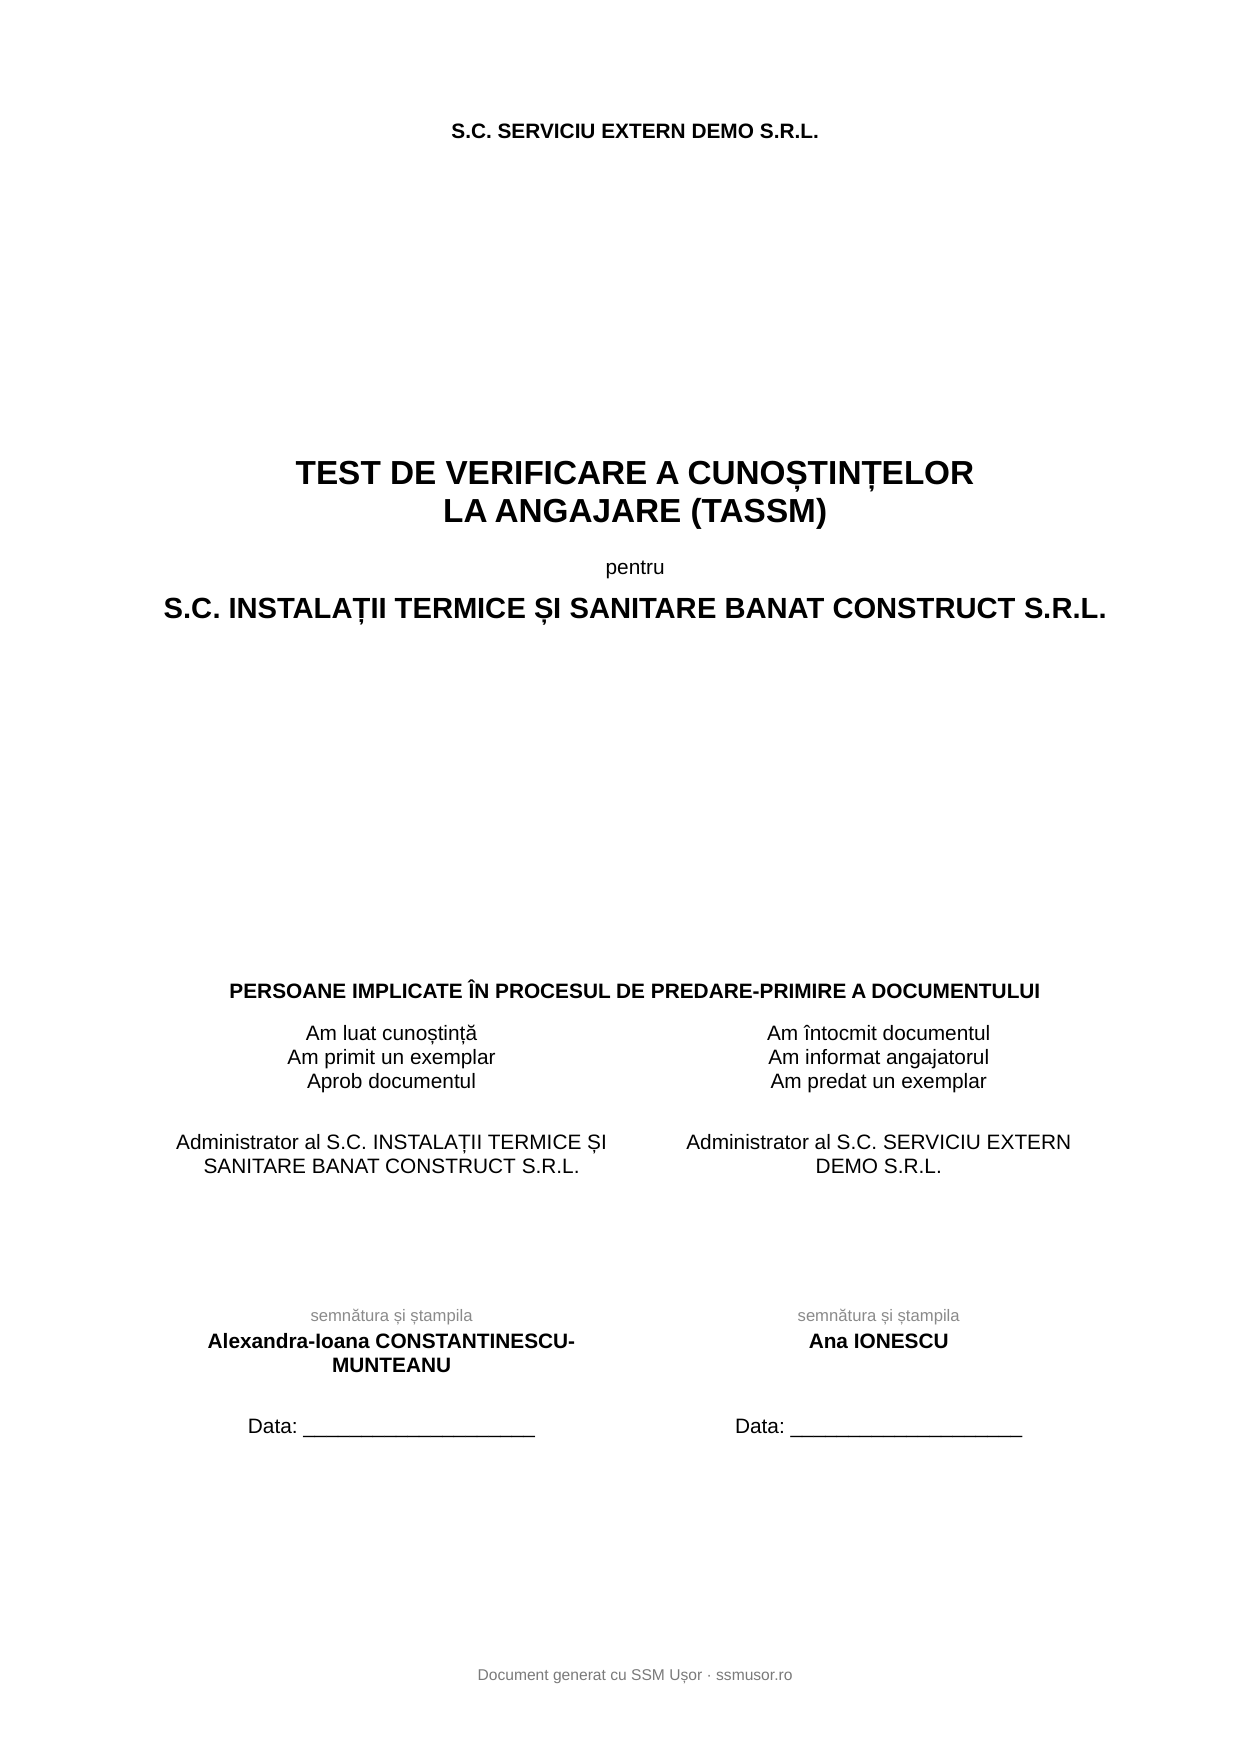 S.C. SERVICIU EXTERN DEMO S.R.L.
TEST DE VERIFICARE A CUNOȘTINȚELOR
LA ANGAJARE (TASSM)
pentru
S.C. INSTALAȚII TERMICE ȘI SANITARE BANAT CONSTRUCT S.R.L.
PERSOANE IMPLICATE ÎN PROCESUL DE PREDARE-PRIMIRE A DOCUMENTULUI
Am luat cunoștință
Am primit un exemplar
Aprob documentul
Administrator al S.C. INSTALAȚII TERMICE ȘI
SANITARE BANAT CONSTRUCT S.R.L.
semnătura și ștampila
Alexandra-Ioana CONSTANTINESCU-
MUNTEANU
Data: ____________________
Am întocmit documentul
Am informat angajatorul
Am predat un exemplar
Administrator al S.C. SERVICIU EXTERN
DEMO S.R.L.
semnătura și ștampila
Ana IONESCU
Data: ____________________
Document generat cu SSM Ușor · ssmusor.ro